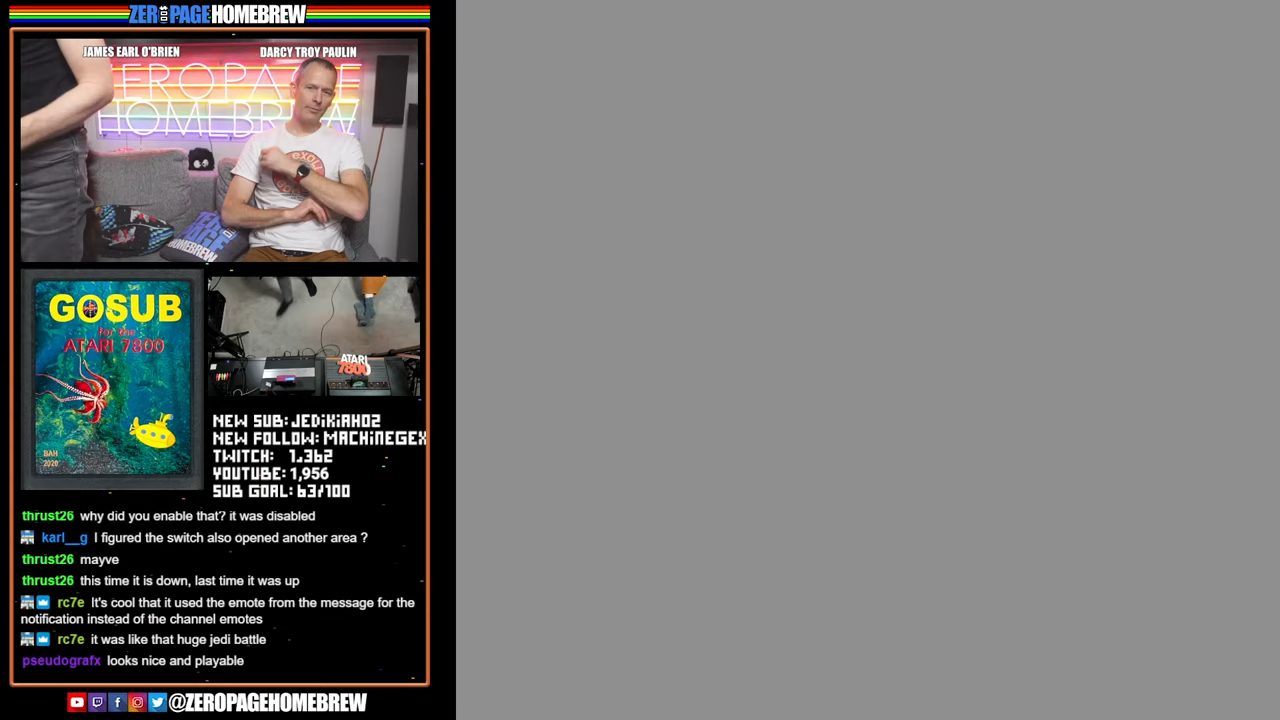 ZEROPAGE HOMEBREW
JAMES EARL O'BRIEN
DARCY TROY PAULIN
ZEROPAGE
HOMEBREW
HOMEBREW
GOSUB
for the
ATARI 7800
BAH
2020
ATARI
7800
NEW SUB: JEDIKIAH02
NEW FOLLOW: MACHINEGEX
TWITCH: 1,362
YOUTUBE: 1,956
SUB GOAL: 63/100
thrust26 why did you enable that? it was disabled
karl__g I figured the switch also opened another area ?
thrust26 mayve
thrust26 this time it is down, last time it was up
rc7e It's cool that it used the emote from the message for the
notification instead of the channel emotes
rc7e it was like that huge jedi battle
pseudografx looks nice and playable
@ZEROPAGEHOMEBREW